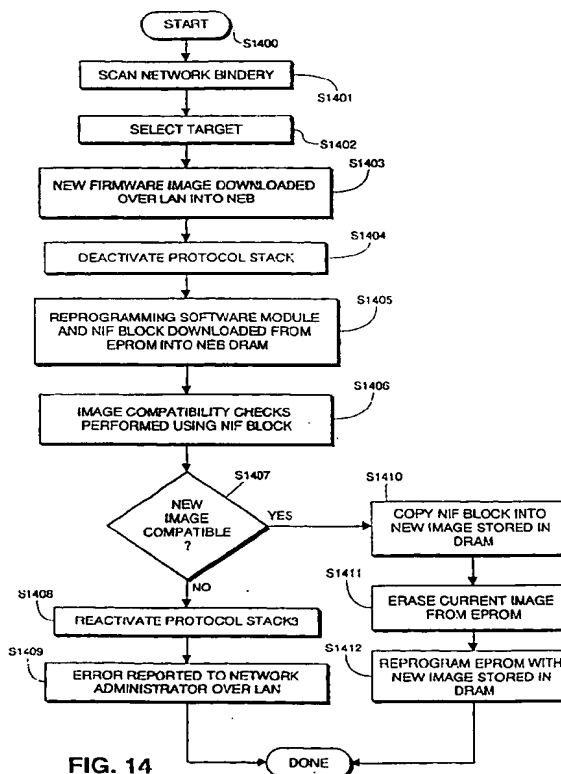 START
S1400
SCAN NETWORK BINDERY
S1401
SELECT TARGET
S1402
NEW FIRMWARE IMAGE DOWNLOADED
OVER LAN INTO NEB
S1403
DEACTIVATE PROTOCOL STACK
S1404
REPROGRAMMING SOFTWARE MODULE
AND NIF BLOCK DOWNLOADED FROM
EPROM INTO NEB DRAM
S1405
IMAGE COMPATIBILITY CHECKS
PERFORMED USING NIF BLOCK
S1406
NEW
IMAGE
COMPATIBLE
?
S1407
YES
NO
S1408
REACTIVATE PROTOCOL STACKS
S1409
ERROR REPORTED TO NETWORK
ADMINISTRATOR OVER LAN
S1410
COPY NIF BLOCK INTO
NEW IMAGE STORED IN
DRAM
S1411
ERASE CURRENT IMAGE
FROM EPROM
S1412
REPROGRAM EPROM WITH
NEW IMAGE STORED IN
DRAM
DONE
FIG. 14